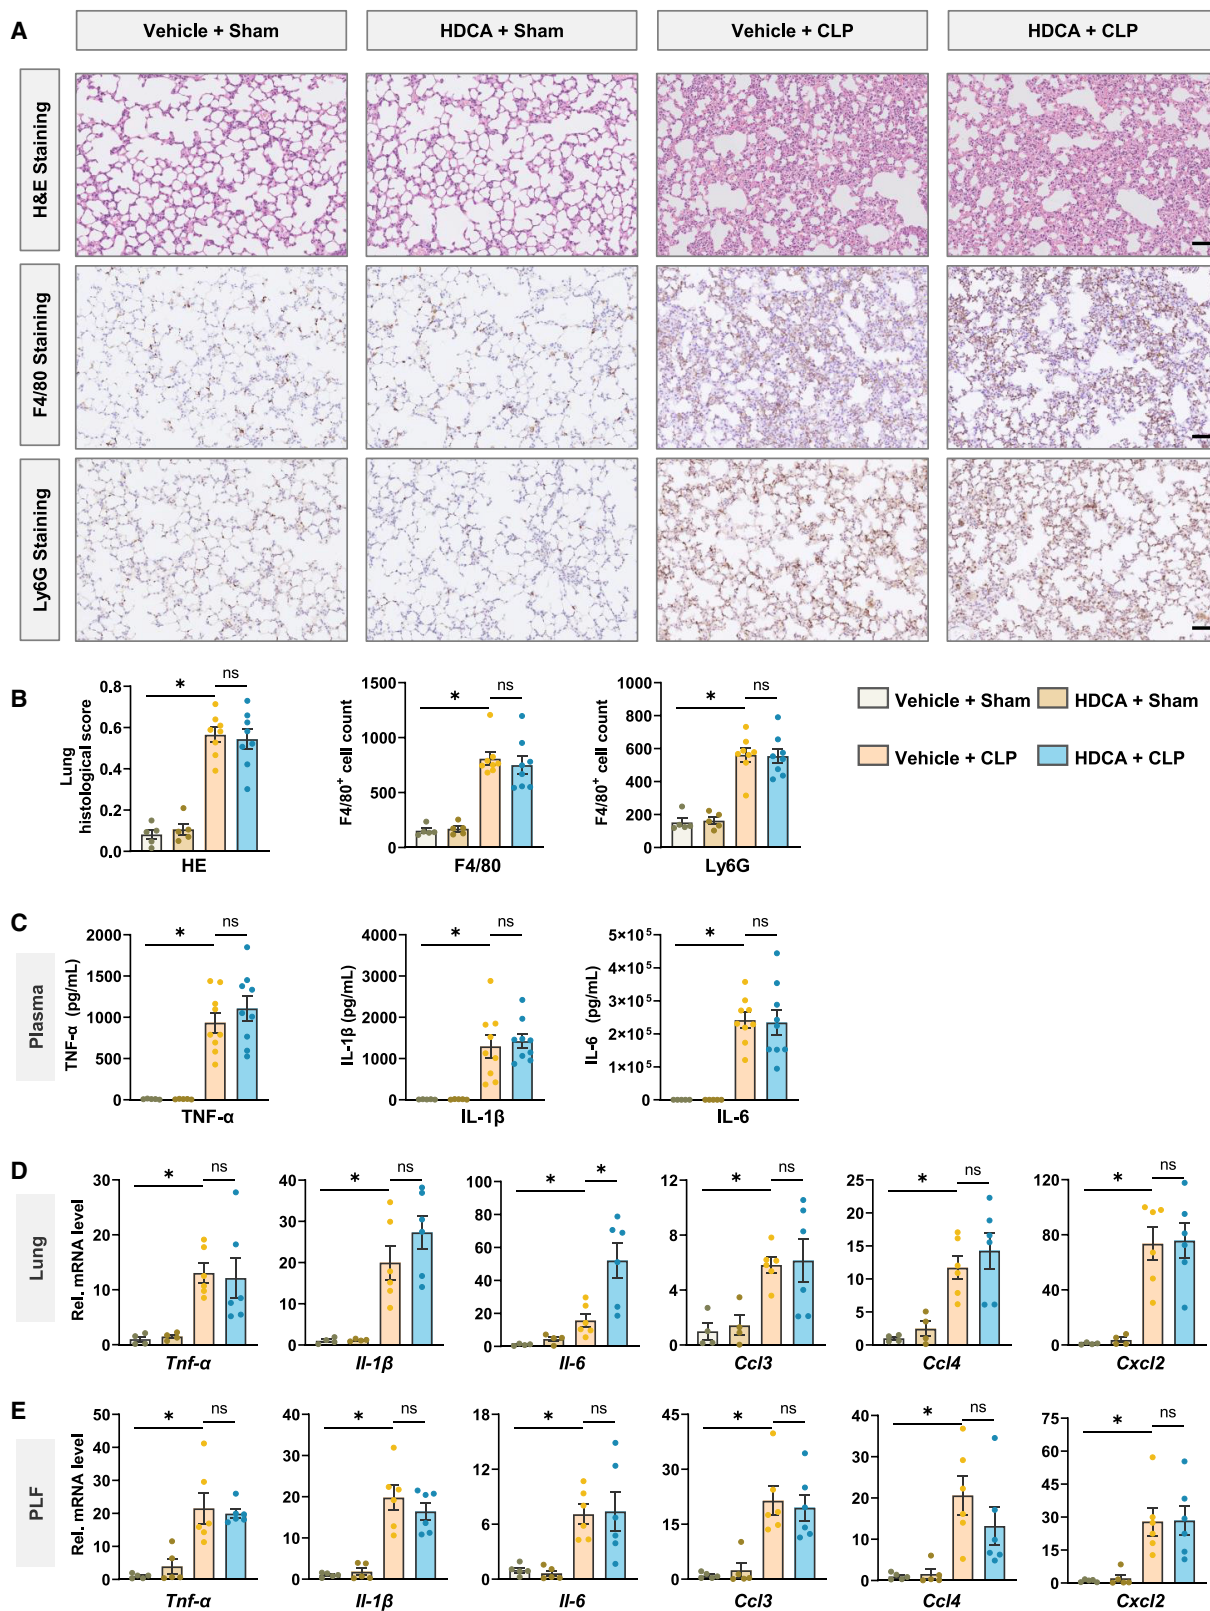 A
Vehicle + Sham
HDCA + Sham
Vehicle + CLP
HDCA + CLP
H&E Staining
F4/80 Staining
Ly6G Staining
B
Lung
histological score
0.8
0.6
0.4
0.2
0.0
*
ns
HE
F4/80⁺ cell count
1500
1000
500
0
*
ns
F4/80
F4/80⁺ cell count
1000
800
600
400
200
0
*
ns
Ly6G
Vehicle + Sham
HDCA + Sham
Vehicle + CLP
HDCA + CLP
C
Plasma
TNF-α (pg/mL)
2000
1500
1000
500
0
*
ns
TNF-α
IL-1β (pg/mL)
4000
3000
2000
1000
0
*
ns
IL-1β
IL-6 (pg/mL)
5×10⁵
4×10⁵
3×10⁵
2×10⁵
1×10⁵
0
*
ns
IL-6
D
Lung
Rel. mRNA level
30
20
10
0
*
ns
Tnf-α
40
30
20
10
0
*
ns
Il-1β
100
80
60
40
20
0
*
*
Il-6
12
9
6
3
0
*
ns
Ccl3
25
20
15
10
5
0
*
ns
Ccl4
120
80
40
0
*
ns
Cxcl2
E
PLF
Rel. mRNA level
50
40
30
20
10
0
*
ns
Tnf-α
40
30
20
10
0
*
ns
Il-1β
18
12
6
0
*
ns
Il-6
45
30
15
0
*
ns
Ccl3
40
30
20
10
0
*
ns
Ccl4
75
60
45
30
15
0
*
ns
Cxcl2